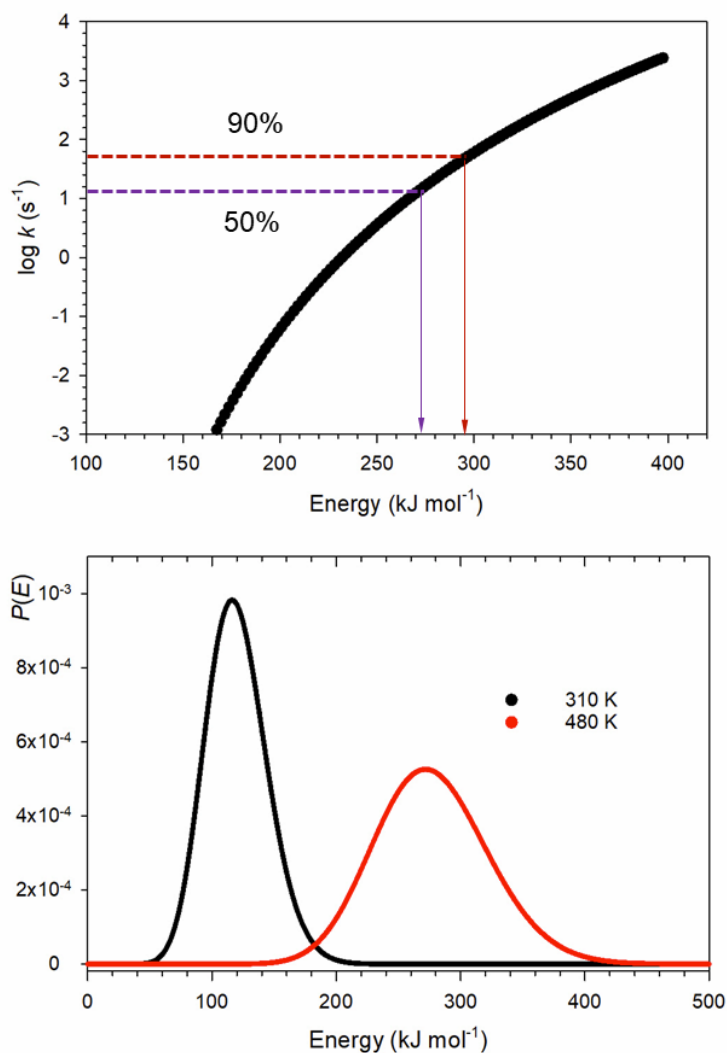 4
3
90%
2
1
50%
0
-1
-2
-3
log k (s⁻¹)
100 150 200 250 300 350 400
Energy (kJ mol⁻¹)
P(E)
10⁻³
8x10⁻⁴
6x10⁻⁴
4x10⁻⁴
2x10⁻⁴
0
310 K
480 K
0 100 200 300 400 500
Energy (kJ mol⁻¹)